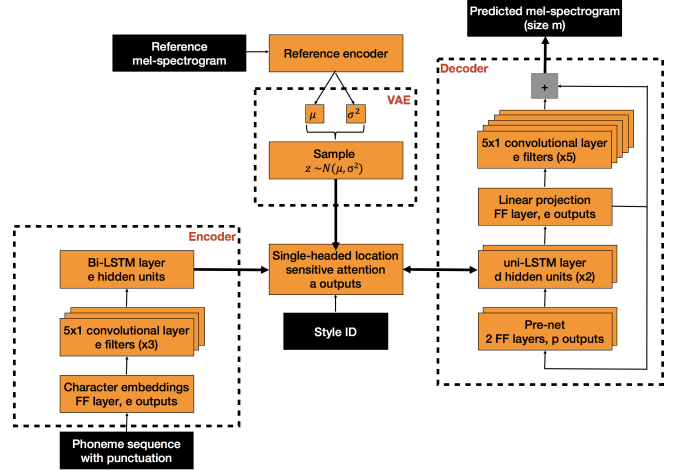 Predicted mel-spectrogram
(size m)
Reference
mel-spectrogram
Reference encoder
Decoder
+
VAE
μ
σ²
5x1 convolutional layer
e filters (x5)
Sample
z ~N(μ, σ²)
Linear projection
FF layer, e outputs
Encoder
Bi-LSTM layer
e hidden units
Single-headed location
sensitive attention
a outputs
uni-LSTM layer
d hidden units (x2)
5x1 convolutional layer
e filters (x3)
Style ID
Pre-net
2 FF layers, p outputs
Character embeddings
FF layer, e outputs
Phoneme sequence
with punctuation